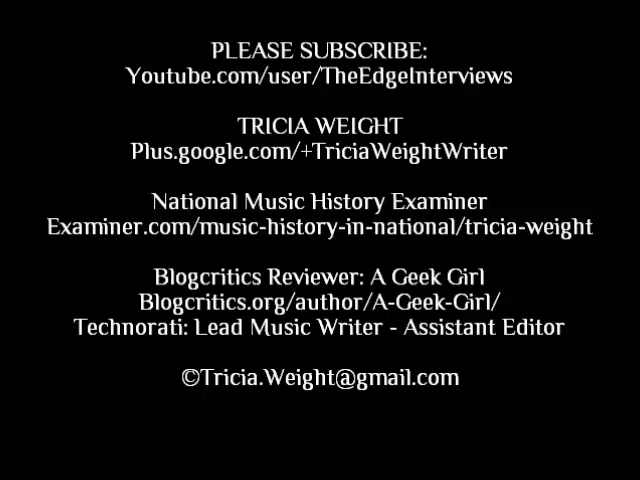 PLEASE SUBSCRIBE:
Youtube.com/user/TheEdgeInterviews
TRICIA WEIGHT
Plus.google.com/+TriciaWeightWriter
National Music History Examiner
Examiner.com/music-history-in-national/tricia-weight
Blogcritics Reviewer: A Geek Girl
Blogcritics.org/author/A-Geek-Girl/
Technorati: Lead Music Writer - Assistant Editor
©Tricia.Weight@gmail.com